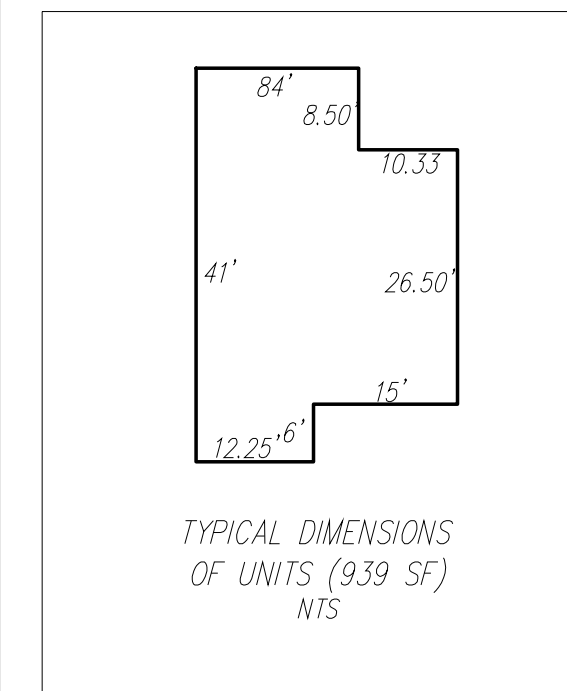 84'
8.50'
10.33
41'
26.50'
15'
6'
12.25'
TYPICAL DIMENSIONS
OF UNITS (939 SF)
NTS